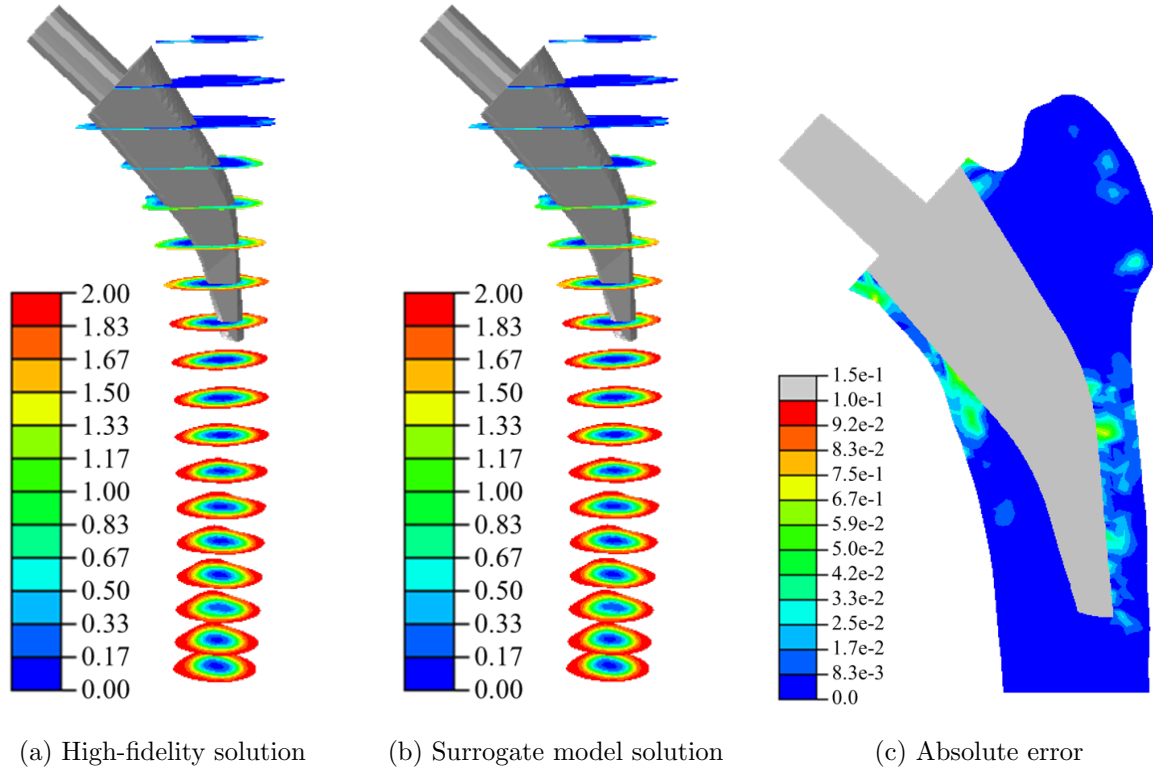 2.00
1.83
1.67
1.50
1.33
1.17
1.00
0.83
0.67
0.50
0.33
0.17
0.00
2.00
1.83
1.67
1.50
1.33
1.17
1.00
0.83
0.67
0.50
0.33
0.17
0.00
1.5e-1
1.0e-1
9.2e-2
8.3e-2
7.5e-1
6.7e-1
5.9e-2
5.0e-2
4.2e-2
3.3e-2
2.5e-2
1.7e-2
8.3e-3
0.0
(a) High-fidelity solution
(b) Surrogate model solution
(c) Absolute error